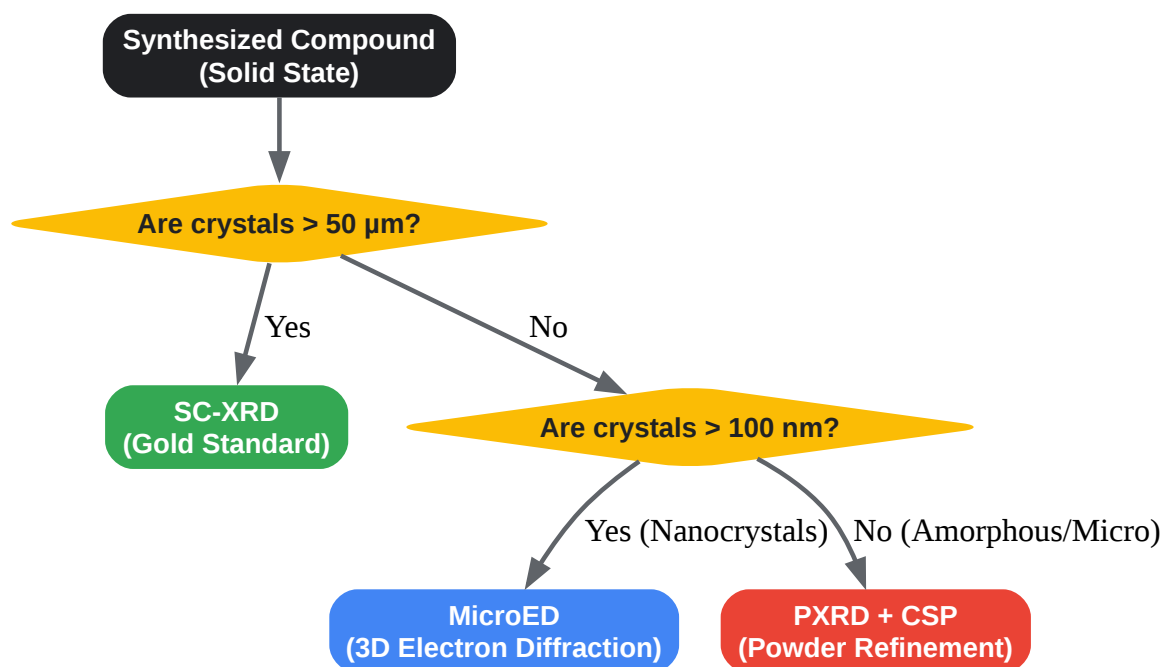 Synthesized Compound
(Solid State)
Are crystals > 50 µm?
Yes
No
SC-XRD
(Gold Standard)
Are crystals > 100 nm?
Yes (Nanocrystals)
No (Amorphous/Micro)
MicroED
(3D Electron Diffraction)
PXRD + CSP
(Powder Refinement)